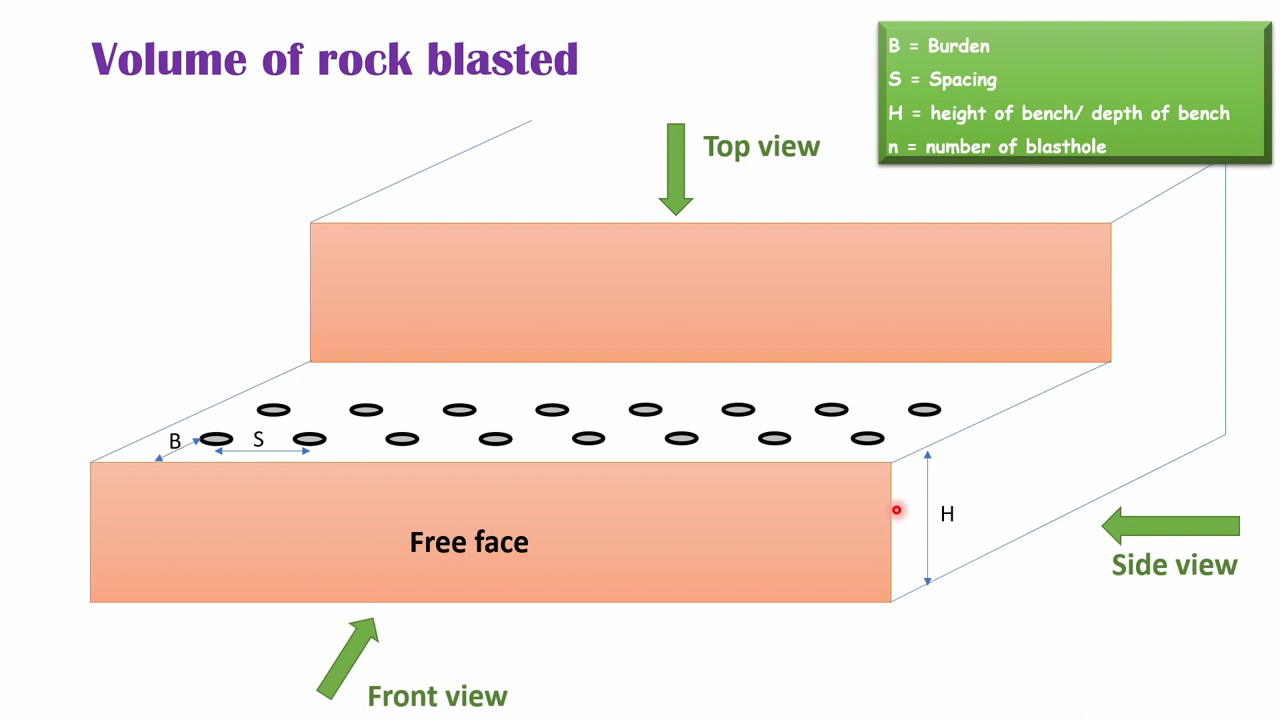 Volume of rock blasted
B = Burden
S = Spacing
H = height of bench/ depth of bench
n = number of blasthole
Top view
B
S
H
Free face
Side view
Front view